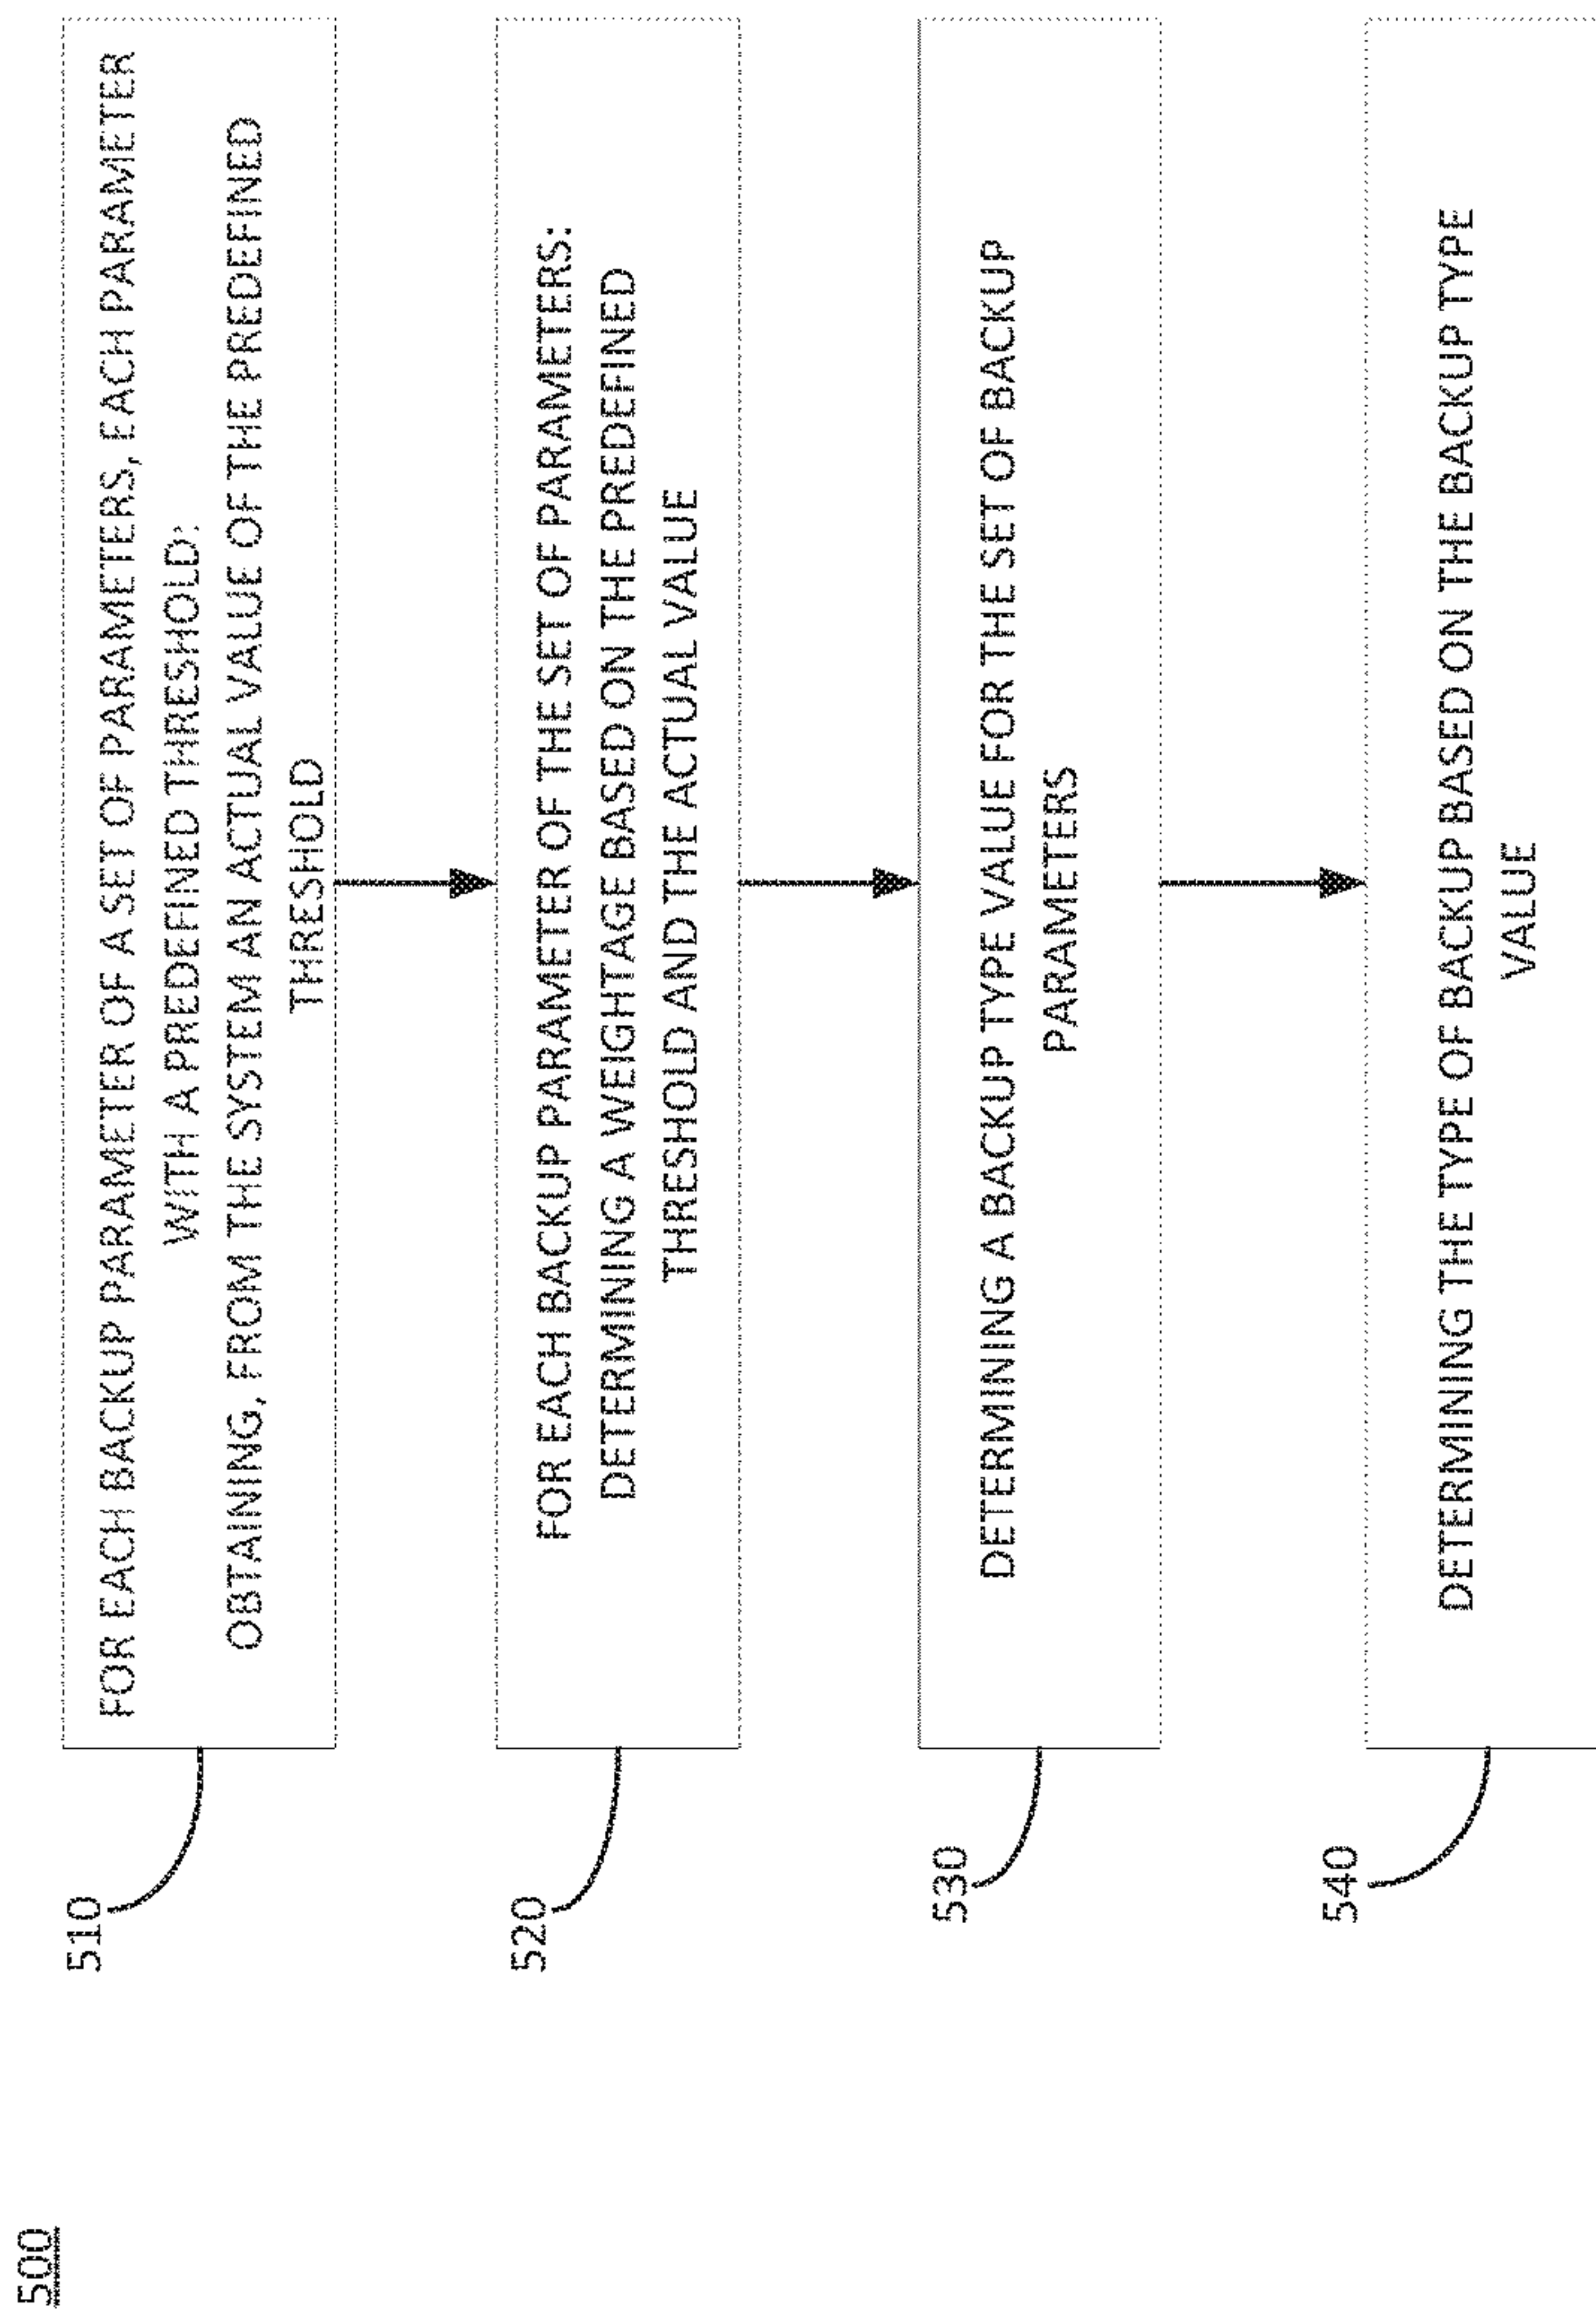 500
510
FOR EACH BACKUP PARAMETER OF A SET OF PARAMETERS, EACH PARAMETER
WITH A PREDEFINED THRESHOLD:
OBTAINING, FROM THE SYSTEM AN ACTUAL VALUE OF THE PREDEFINED
THRESHOLD
520
FOR EACH BACKUP PARAMETER OF THE SET OF PARAMETERS:
DETERMINING A WEIGHTAGE BASED ON THE PREDEFINED
THRESHOLD AND THE ACTUAL VALUE
530
DETERMINING A BACKUP TYPE VALUE FOR THE SET OF BACKUP
PARAMETERS
540
DETERMINING THE TYPE OF BACKUP BASED ON THE BACKUP TYPE
VALUE